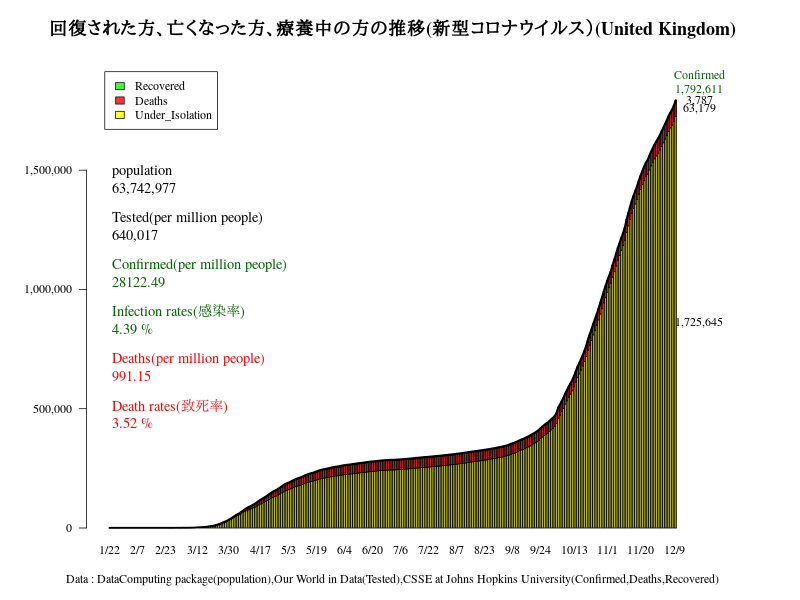 回復された方、亡くなった方、療養中の方の推移(新型コロナウイルス）(United Kingdom)
Confirmed
1,792,611
3,787
63,179
Recovered
Deaths
Under_Isolation
population
63,742,977
Tested(per million people)
640,017
Confirmed(per million people)
28122.49
Infection rates(感染率)
4.39 %
Deaths(per million people)
991.15
Death rates(致死率)
3.52 %
1,725,645
1,500,000
1,000,000
500,000
0
1/22 2/7 2/23 3/12 3/30 4/17 5/3 5/19 6/4 6/20 7/6 7/22 8/7 8/23 9/8 9/24 10/13 11/1 11/20 12/9
Data : DataComputing package(population),Our World in Data(Tested),CSSE at Johns Hopkins University(Confirmed,Deaths,Recovered)